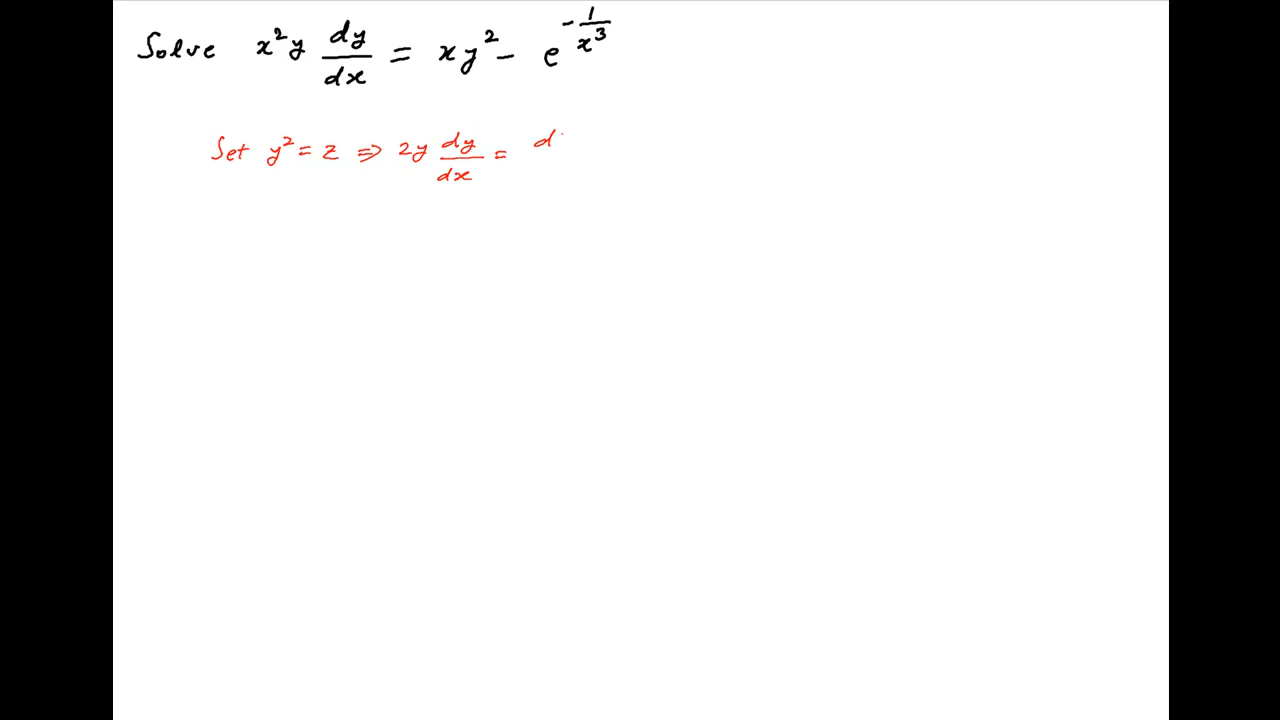 Solve x²y dy/dx = xy² - e^(-1/x³)
Set y² = z ⇒ 2y dy/dx = d